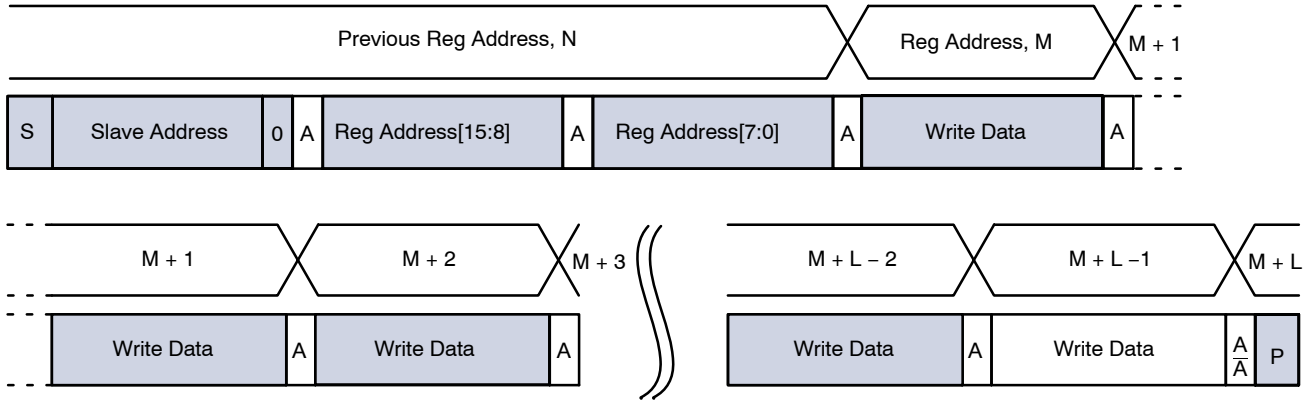 Previous Reg Address, N Reg Address, M M + 1
S Slave Address 0 A Reg Address[15:8] A Reg Address[7:0] A Write Data A
M + 1 M + 2 M + 3 M + L − 2 M + L −1 M + L
Write Data A Write Data A Write Data A Write Data A/A̅ P